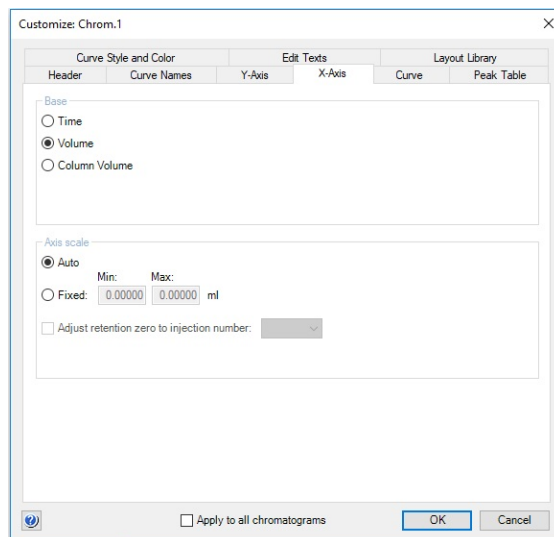 Customize: Chrom.1
Curve Style and Color Edit Texts Layout Library
Header Curve Names Y-Axis X-Axis Curve Peak Table
Base
Time
Volume
Column Volume
Axis scale
Auto
Min: Max:
Fixed: 0.00000 0.00000 ml
Adjust retention zero to injection number:
Apply to all chromatograms OK Cancel